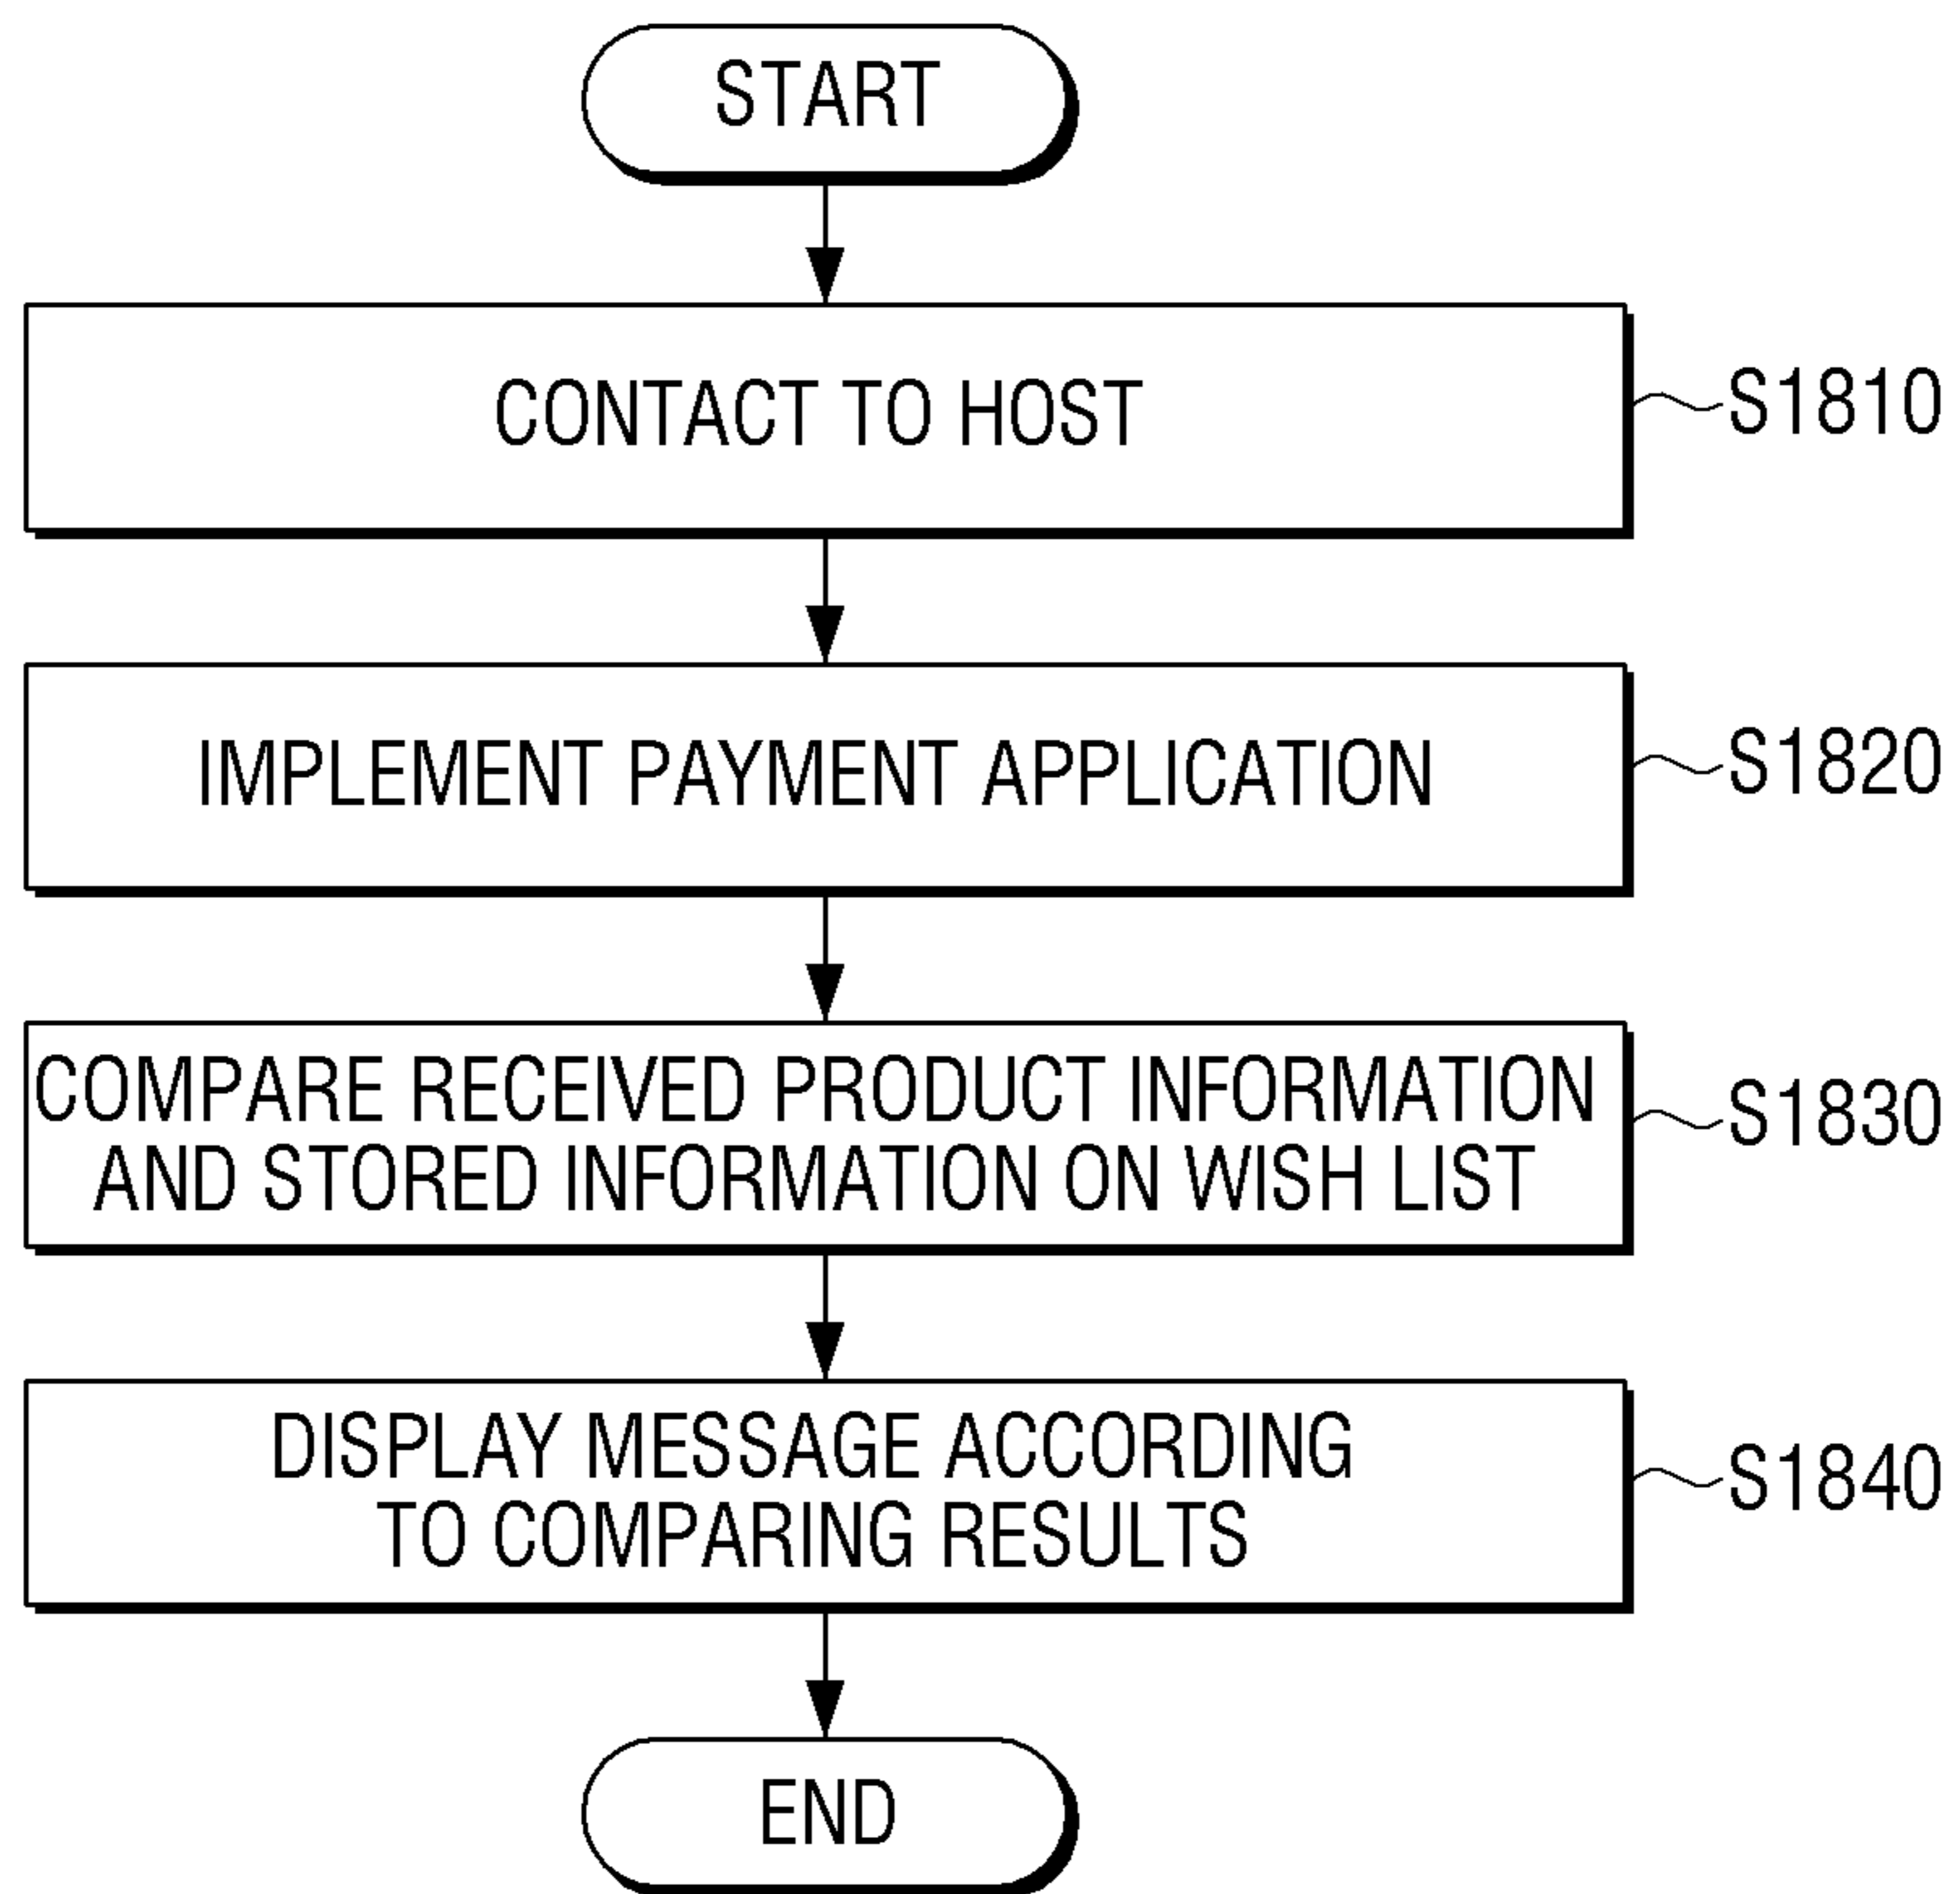 START
CONTACT TO HOST
S1810
IMPLEMENT PAYMENT APPLICATION
S1820
COMPARE RECEIVED PRODUCT INFORMATION
AND STORED INFORMATION ON WISH LIST
S1830
DISPLAY MESSAGE ACCORDING
TO COMPARING RESULTS
S1840
END